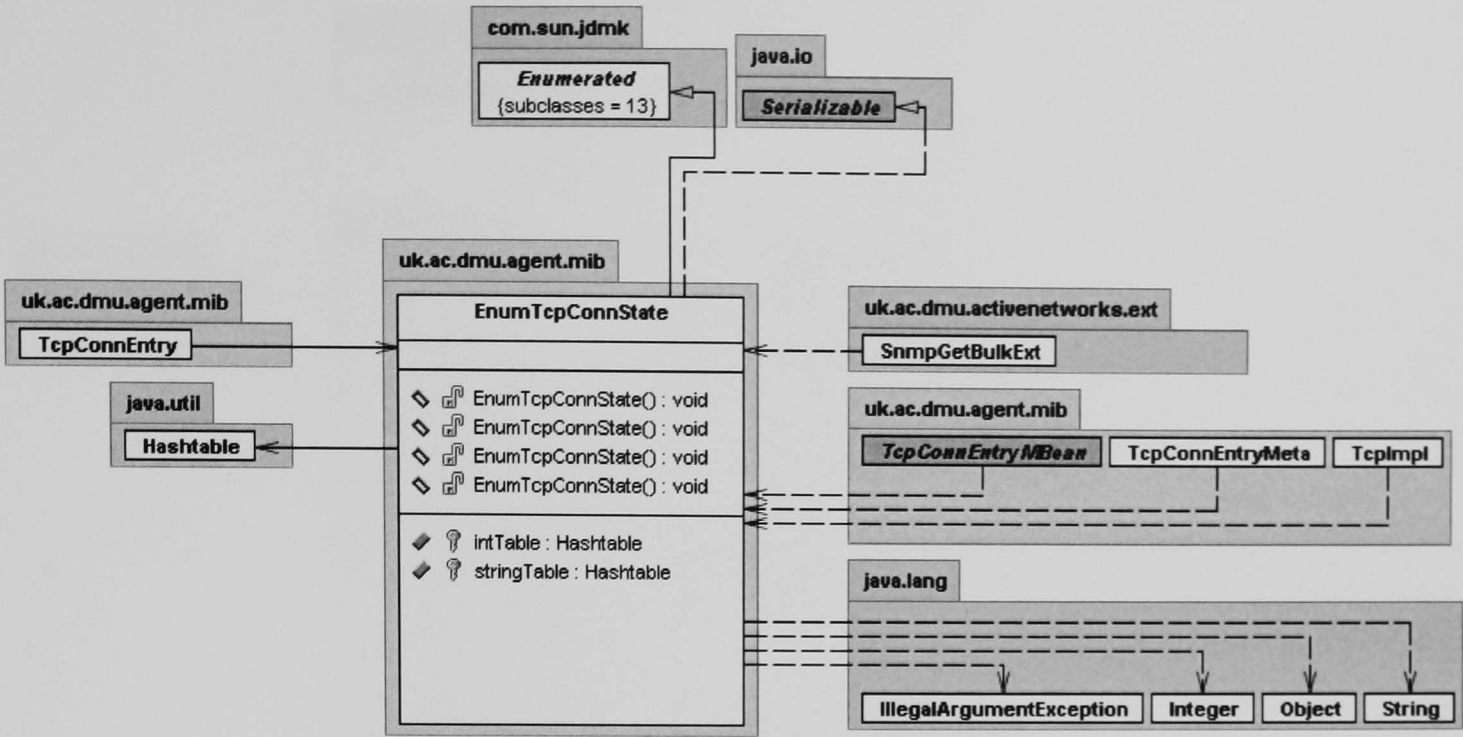 com.sun.jdmk
Enumerated
{subclasses = 13}
java.io
Serializable
uk.ac.dmu.agent.mib
TcpConnEntry
java.util
Hashtable
uk.ac.dmu.agent.mib
EnumTcpConnState
EnumTcpConnState() : void
EnumTcpConnState() : void
EnumTcpConnState() : void
EnumTcpConnState() : void
intTable : Hashtable
stringTable : Hashtable
uk.ac.dmu.activenetworks.ext
SnmpGetBulkExt
uk.ac.dmu.agent.mib
TcpConnEntryMBean TcpConnEntryMeta TcpImpl
java.lang
IllegalArgumentException Integer Object String